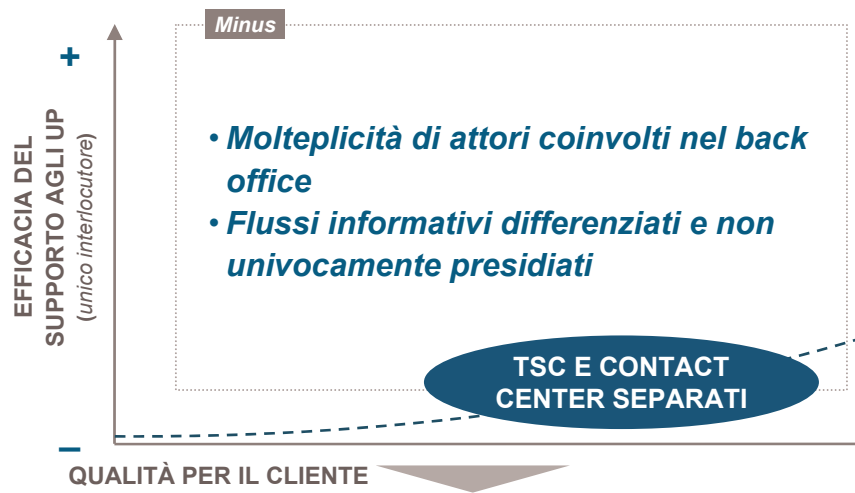 Minus
+
EFFICACIA DEL
SUPPORTO AGLI UP
(unico interlocutore)
• Molteplicità di attori coinvolti nel back
office
• Flussi informativi differenziati e non
univocamente presidiati
TSC E CONTACT
CENTER SEPARATI
–
QUALITÀ PER IL CLIENTE